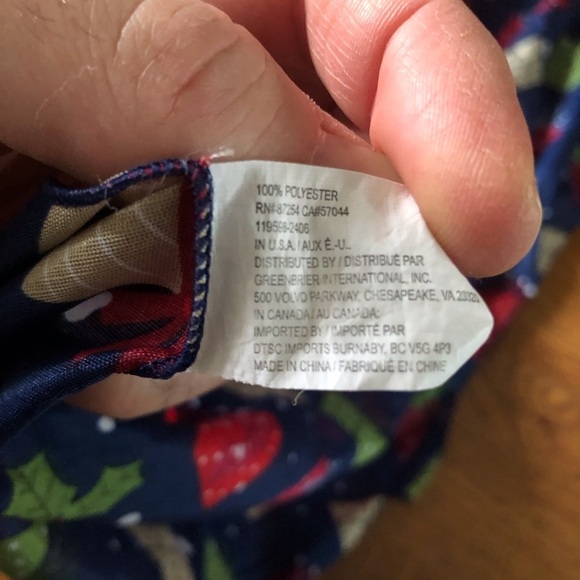 100% POLYESTER
RN#-87254 CA#57044
119598-2406
IN U.S.A./AUX É.-U.
DISTRIBUTED BY / DISTRIBUÉ PAR
GREENBRIER INTERNATIONAL, INC.
500 VOLVO PARKWAY, CHESAPEAKE, VA 23320
IN CANADA / AU CANADA:
IMPORTED BY / IMPORTÉ PAR
DTSC IMPORTS BURNABY, BC V5G 4P3
MADE IN CHINA / FABRIQUÉ EN CHINE